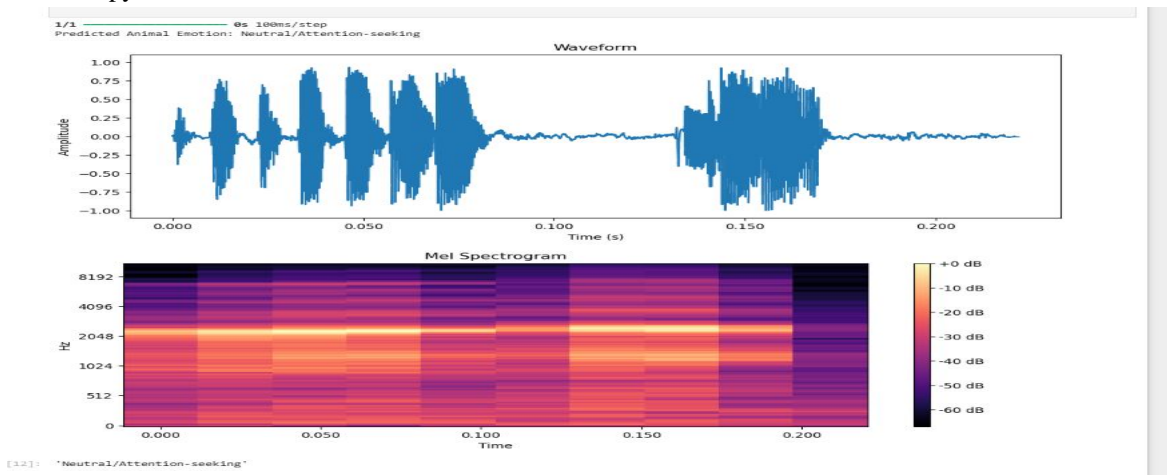 1/1 0s 100ms/step
Predicted Animal Emotion: Neutral/Attention-seeking
Waveform
1.00
0.75
0.50
0.25
0.00
−0.25
−0.50
−0.75
−1.00
Amplitude
0.000 0.050 0.100 0.150 0.200
Time (s)
Mel Spectrogram
8192
4096
2048
1024
512
0
Hz
0.000 0.050 0.100 0.150 0.200
Time
+0 dB
-10 dB
-20 dB
-30 dB
-40 dB
-50 dB
-60 dB
[12]: 'Neutral/Attention-seeking'